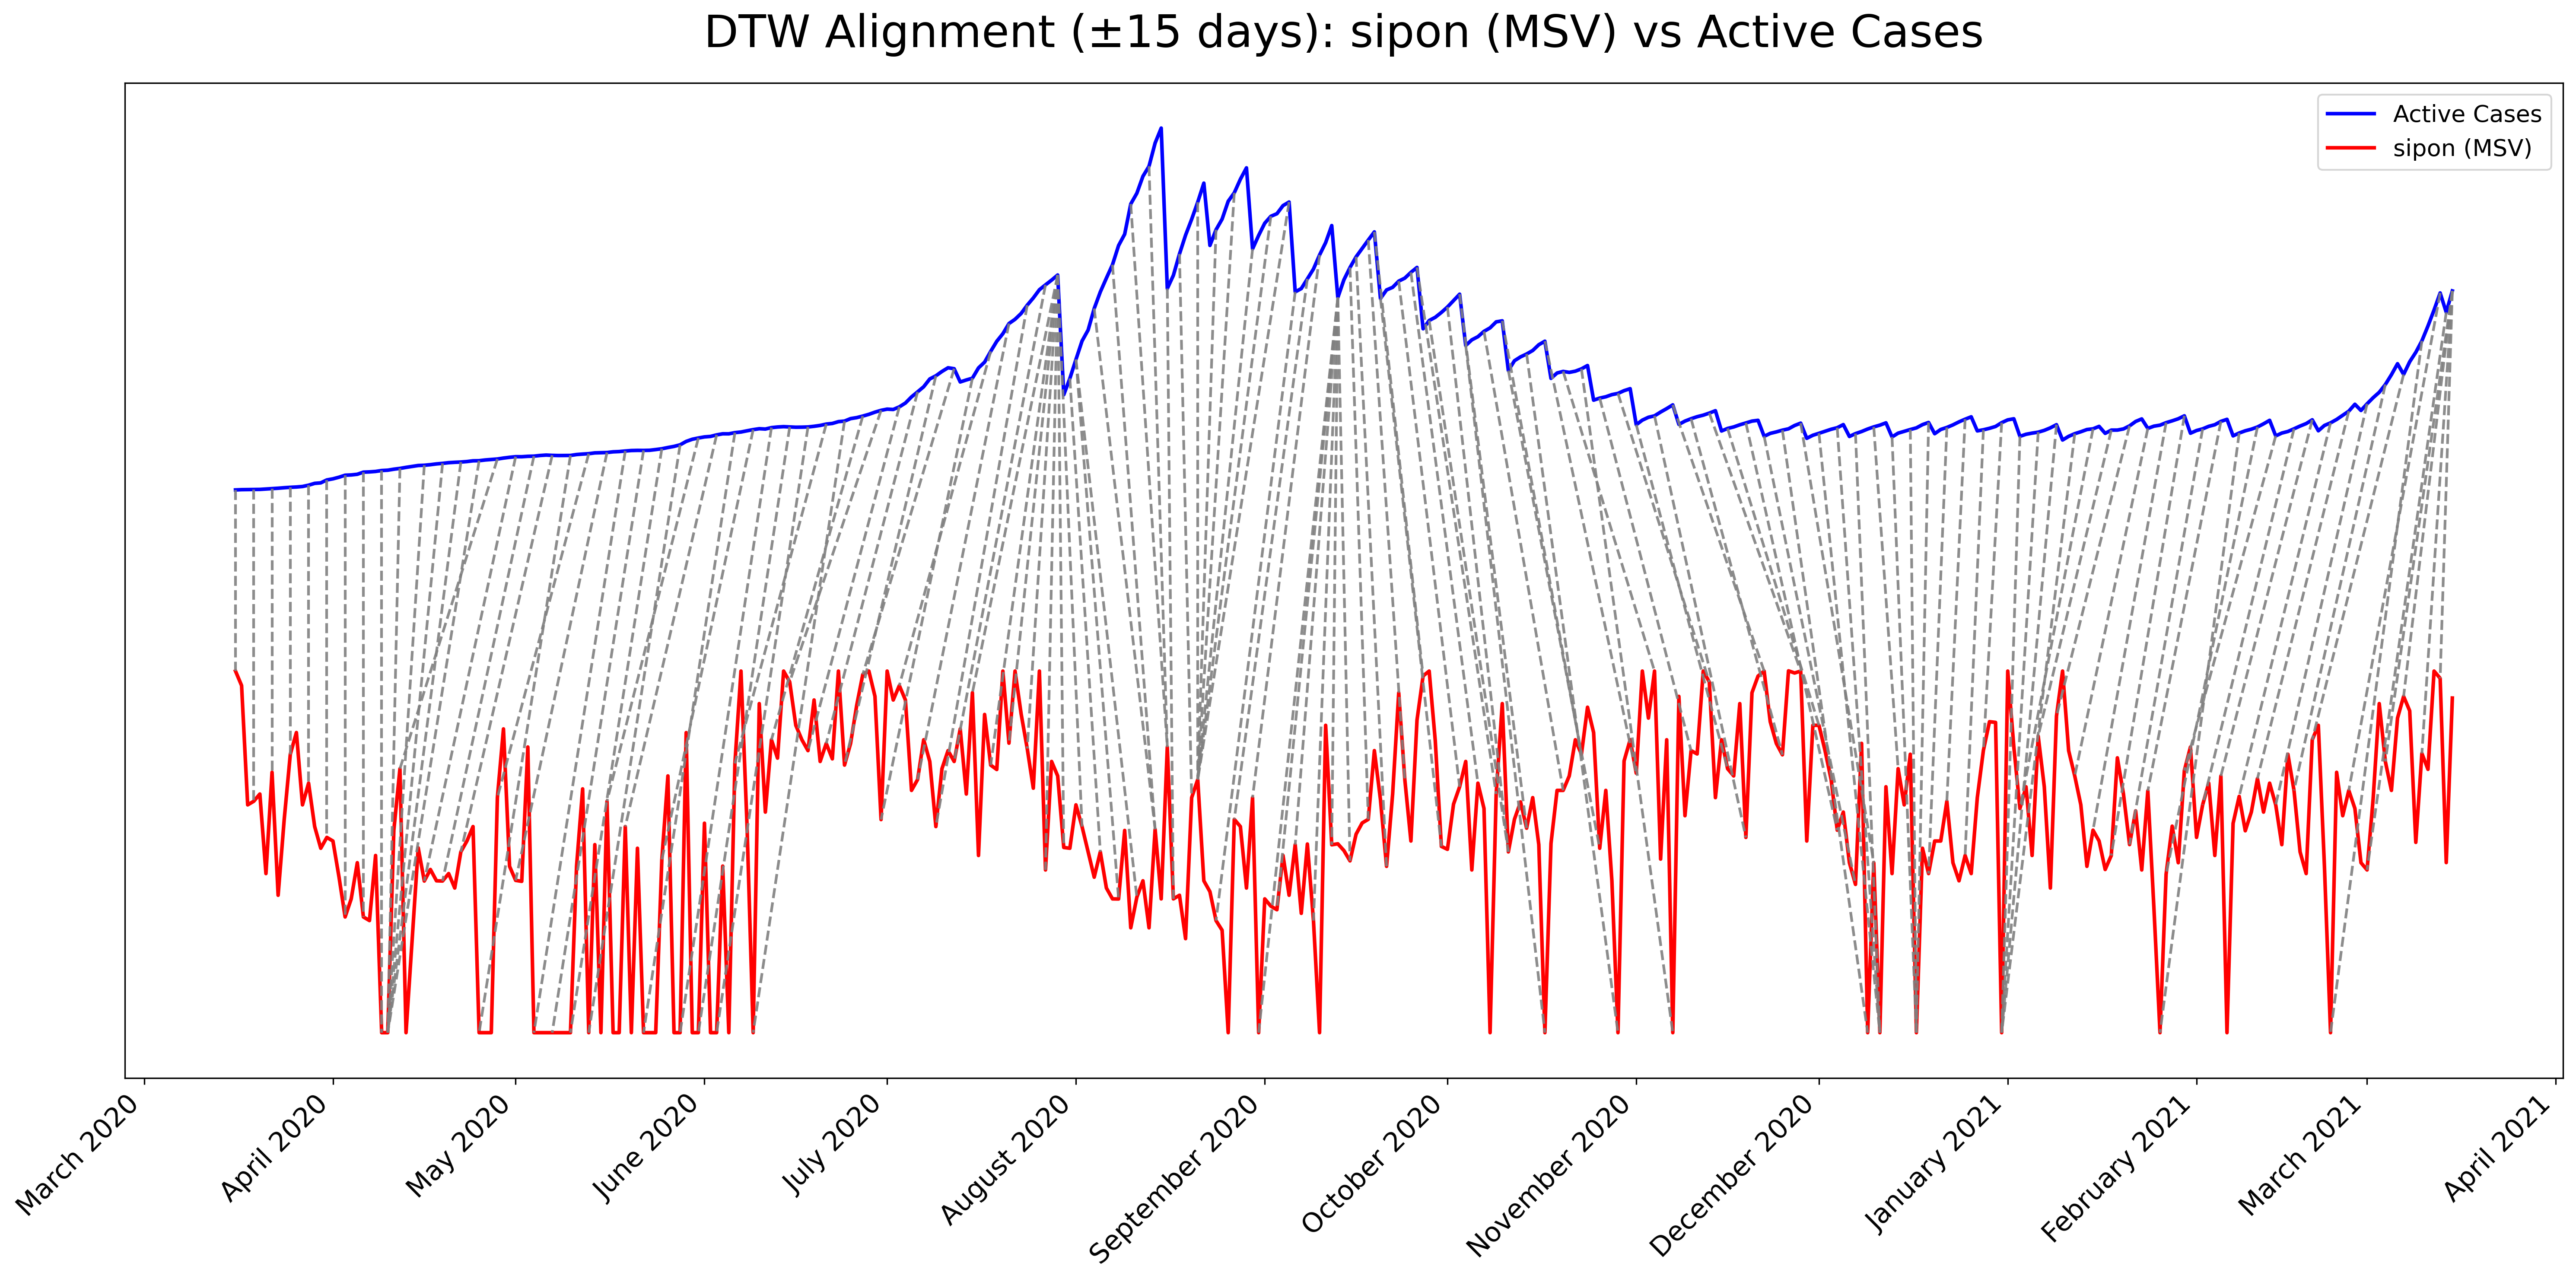 DTW Alignment (±15 days): sipon (MSV) vs Active Cases
Active Cases
sipon (MSV)
March 2020
April 2020
May 2020
June 2020
July 2020
August 2020
September 2020
October 2020
November 2020
December 2020
January 2021
February 2021
March 2021
April 2021